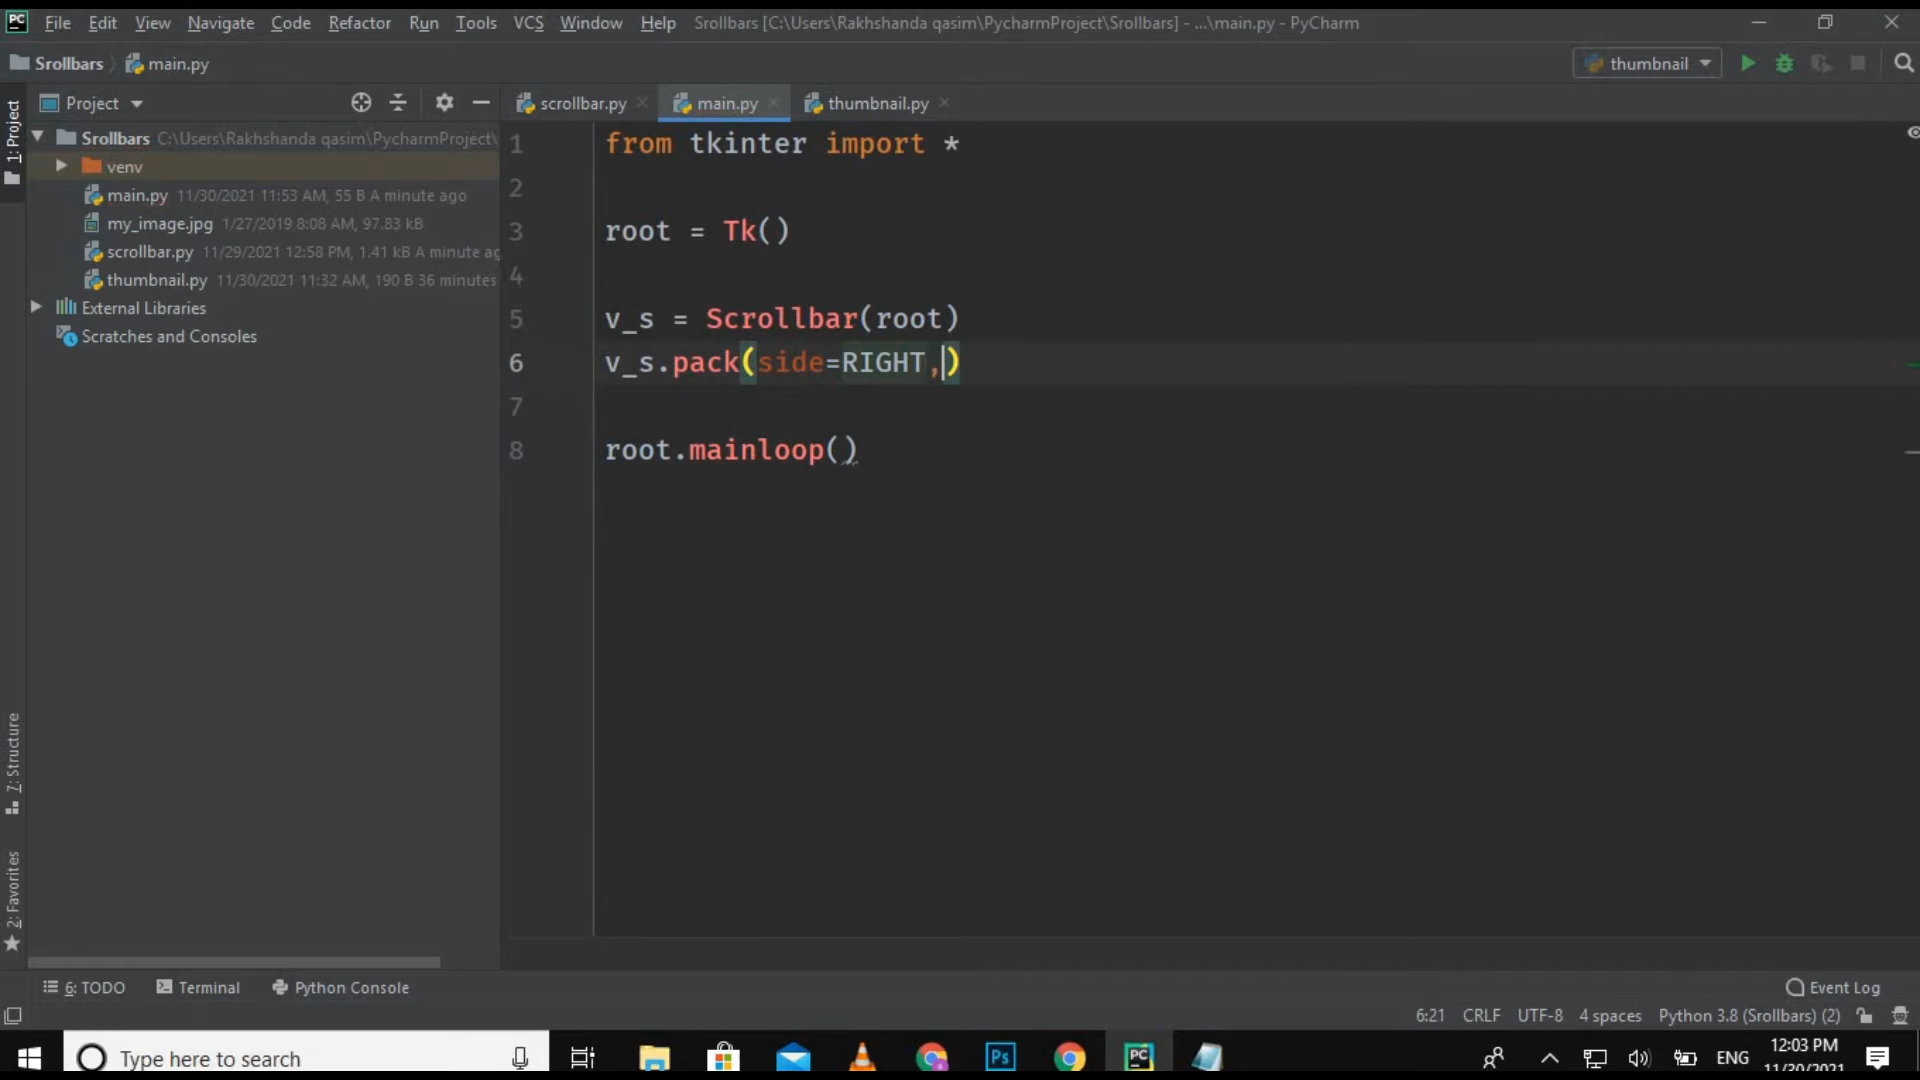 PC File Edit View Navigate Code Refactor Run Tools VCS Window Help Srollbars [C:\Users\Rakhshanda qasim\PycharmProject\Srollbars] - ...\main.py - PyCharm
Srollbars main.py thumbnail
1: Project
Project
scrollbar.py main.py thumbnail.py
Srollbars C:\Users\Rakhshanda qasim\PycharmProject\
venv
main.py 11/30/2021 11:53 AM, 55 B A minute ago
my_image.jpg 1/27/2019 8:08 AM, 97.83 kB
scrollbar.py 11/29/2021 12:58 PM, 1.41 kB A minute ag
thumbnail.py 11/30/2021 11:32 AM, 190 B 36 minutes
External Libraries
Scratches and Consoles
1 from tkinter import *
2
3 root = Tk()
4
5 v_s = Scrollbar(root)
6 v_s.pack(side=RIGHT,)
7
8 root.mainloop()
7: Structure
2: Favorites
6: TODO Terminal Python Console Event Log
6:21 CRLF UTF-8 4 spaces Python 3.8 (Srollbars) (2)
Type here to search Ps PC ENG 12:03 PM
11/30/2021